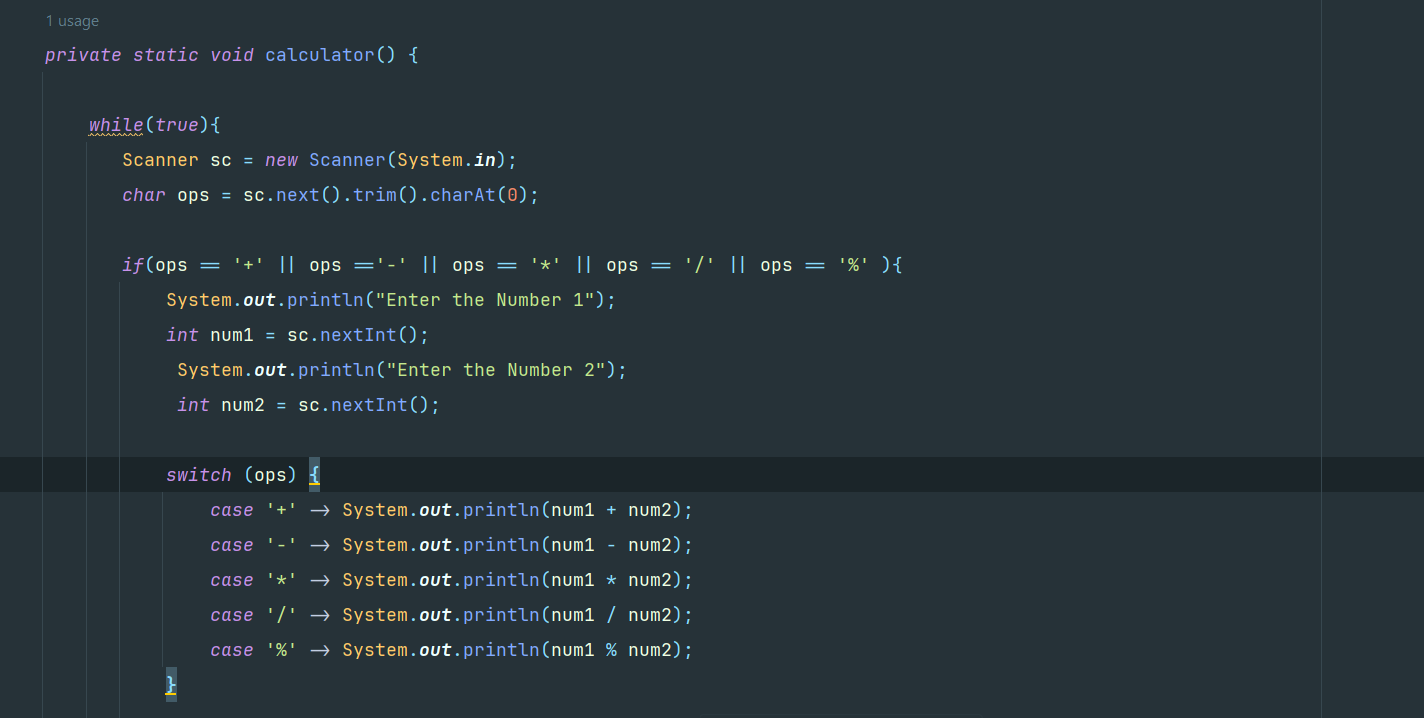 1 usage
private static void calculator() {
while(true){
Scanner sc = new Scanner(System.in);
char ops = sc.next().trim().charAt(0);
if(ops == '+' || ops =='-' || ops == '*' || ops == '/' || ops == '%' ){
System.out.println("Enter the Number 1");
int num1 = sc.nextInt();
System.out.println("Enter the Number 2");
int num2 = sc.nextInt();
switch (ops) {
case '+' -> System.out.println(num1 + num2);
case '-' -> System.out.println(num1 - num2);
case '*' -> System.out.println(num1 * num2);
case '/' -> System.out.println(num1 / num2);
case '%' -> System.out.println(num1 % num2);
}